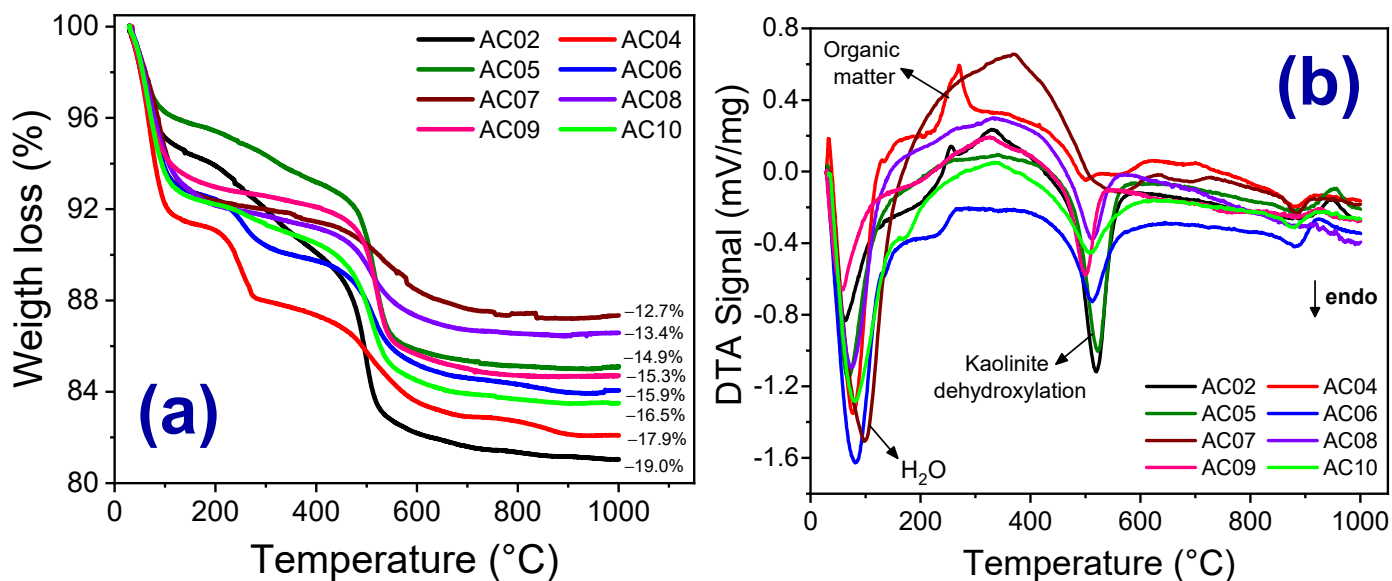 100
96
92
88
84
80
Weigth loss (%)
AC02 AC04
AC05 AC06
AC07 AC08
AC09 AC10
−12.7%
−13.4%
−14.9%
−15.3%
−15.9%
−16.5%
−17.9%
−19.0%
(a)
0 200 400 600 800 1000
Temperature (°C)
0.8
0.4
0.0
-0.4
-0.8
-1.2
-1.6
DTA Signal (mV/mg)
Organic
matter
(b)
endo
Kaolinite
dehydroxylation
H₂O
AC02 AC04
AC05 AC06
AC07 AC08
AC09 AC10
0 200 400 600 800 1000
Temperature (°C)